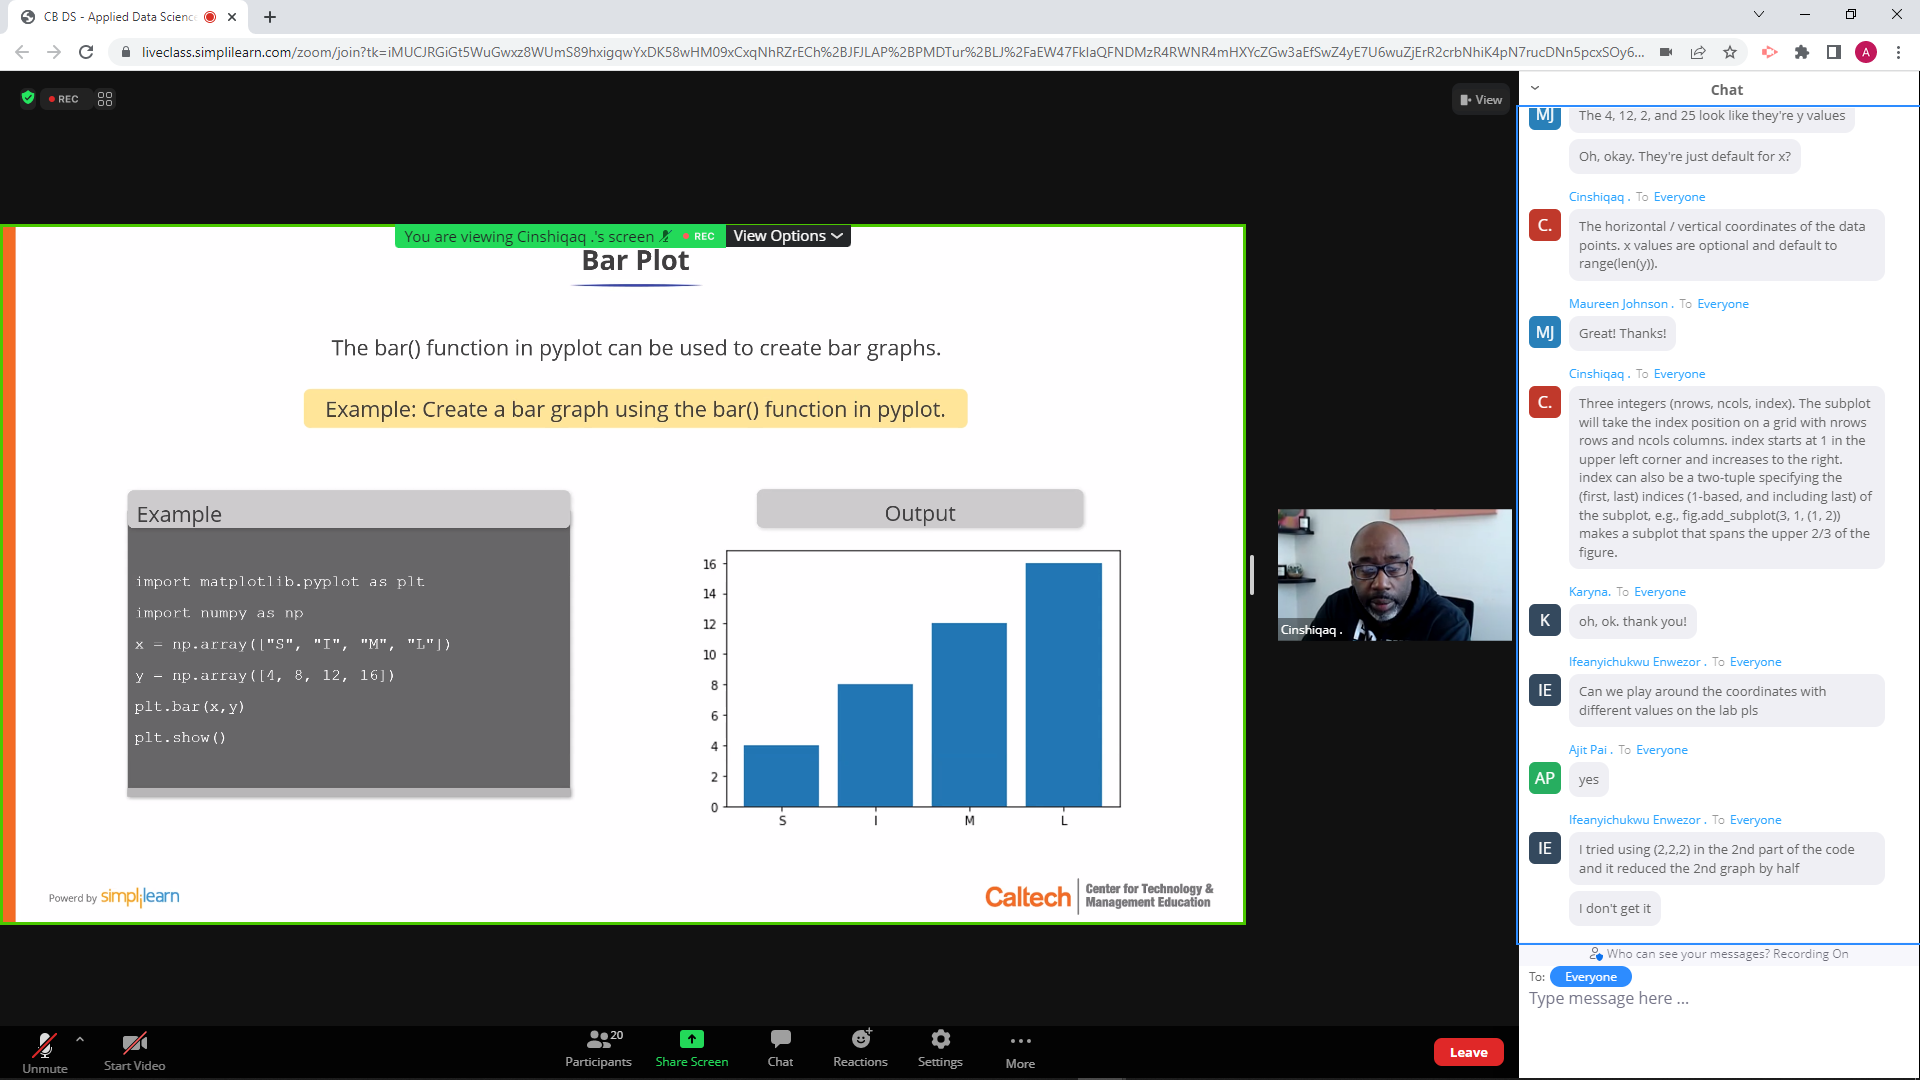 CB DS - Applied Data Scienc
liveclass.simplilearn.com/zoom/join?tk=iMUCJRGiGt5WuGwxz8WUmS89hxigqwYxDK58wHM09xCxqNhRZrECh%2BJFJLAP%2BPMDTur%2BLJ%2FaEW47FklaQFNDMzR4RWNR4mHXYcZGw3aEfSwZ4yE7U6wuZjErR2crbNhiK4pN7rucDNn5pcxSOy6...
A
REC
View
You are viewing Cinshiqaq .'s screen
REC
View Options
Bar Plot
The bar() function in pyplot can be used to create bar graphs.
Example: Create a bar graph using the bar() function in pyplot.
Example
import matplotlib.pyplot as plt
import numpy as np
x = np.array(["S", "I", "M", "L"])
y = np.array([4, 8, 12, 16])
plt.bar(x,y)
plt.show()
Output
16
14
12
10
8
6
4
2
0
S I M L
Powerd by simplilearn
Caltech
Center for Technology &
Management Education
Cinshiqaq .
Chat
MJ
The 4, 12, 2, and 25 look like they're y values
Oh, okay. They're just default for x?
Cinshiqaq . To Everyone
C.
The horizontal / vertical coordinates of the data
points. x values are optional and default to
range(len(y)).
Maureen Johnson . To Everyone
MJ
Great! Thanks!
Cinshiqaq . To Everyone
C.
Three integers (nrows, ncols, index). The subplot
will take the index position on a grid with nrows
rows and ncols columns. index starts at 1 in the
upper left corner and increases to the right.
index can also be a two-tuple specifying the
(first, last) indices (1-based, and including last) of
the subplot, e.g., fig.add_subplot(3, 1, (1, 2))
makes a subplot that spans the upper 2/3 of the
figure.
Karyna. To Everyone
K
oh, ok. thank you!
Ifeanyichukwu Enwezor . To Everyone
IE
Can we play around the coordinates with
different values on the lab pls
Ajit Pai . To Everyone
AP
yes
Ifeanyichukwu Enwezor . To Everyone
IE
I tried using (2,2,2) in the 2nd part of the code
and it reduced the 2nd graph by half
I don't get it
Who can see your messages? Recording On
To: Everyone
Type message here ...
Unmute
Start Video
20
Participants
Share Screen
Chat
Reactions
Settings
More
Leave